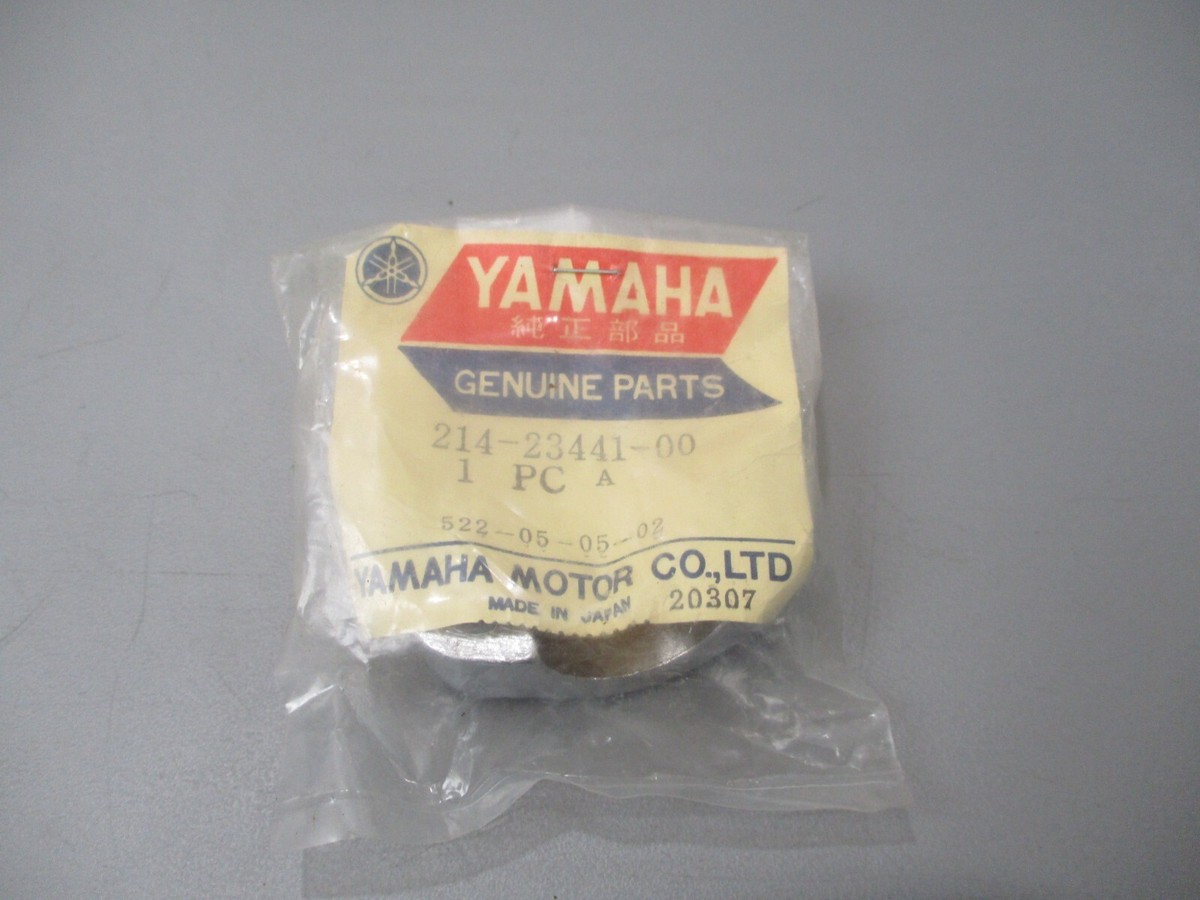 YAMAHA
純正部品
GENUINE PARTS
214-23441-00
1 PC A
522-05-05-02
YAMAHA MOTOR CO.,LTD
MADE IN JAPAN 20307